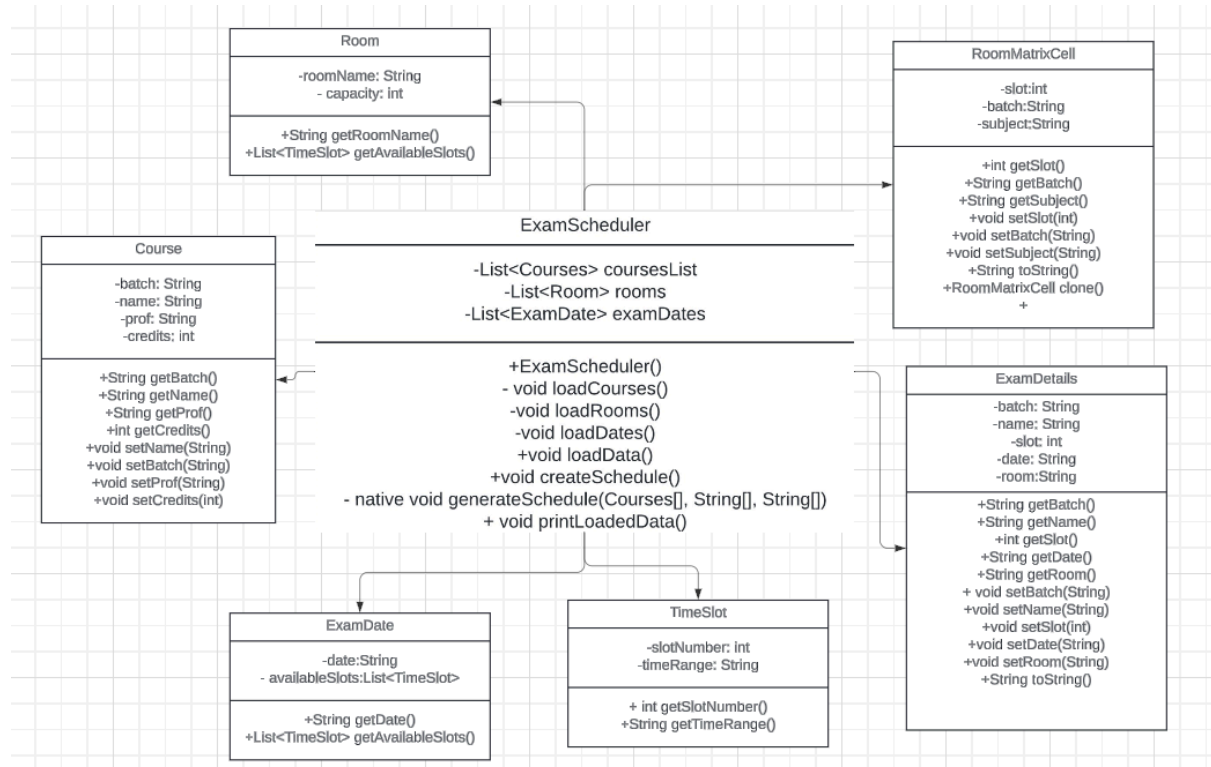 Room
-roomName: String
- capacity: int
+String getRoomName()
+List<TimeSlot> getAvailableSlots()
RoomMatrixCell
-slot:int
-batch:String
-subject:String
+int getSlot()
+String getBatch()
+String getSubject()
+void setSlot(int)
+void setBatch(String)
+void setSubject(String)
+String toString()
+RoomMatrixCell clone()
+
ExamScheduler
-List<Courses> coursesList
-List<Room> rooms
-List<ExamDate> examDates
+ExamScheduler()
- void loadCourses()
-void loadRooms()
-void loadDates()
+void loadData()
+void createSchedule()
- native void generateSchedule(Courses[], String[], String[])
+ void printLoadedData()
Course
-batch: String
-name: String
-prof: String
-credits: int
+String getBatch()
+String getName()
+String getProf()
+int getCredits()
+void setName(String)
+void setBatch(String)
+void setProf(String)
+void setCredits(int)
ExamDetails
-batch: String
-name: String
-slot: int
-date: String
-room:String
+String getBatch()
+String getName()
+int getSlot()
+String getDate()
+String getRoom()
+ void setBatch(String)
+void setName(String)
+void setSlot(int)
+void setDate(String)
+void setRoom(String)
+String toString()
ExamDate
-date:String
- availableSlots:List<TimeSlot>
+String getDate()
+List<TimeSlot> getAvailableSlots()
TimeSlot
-slotNumber: int
-timeRange: String
+ int getSlotNumber()
+String getTimeRange()